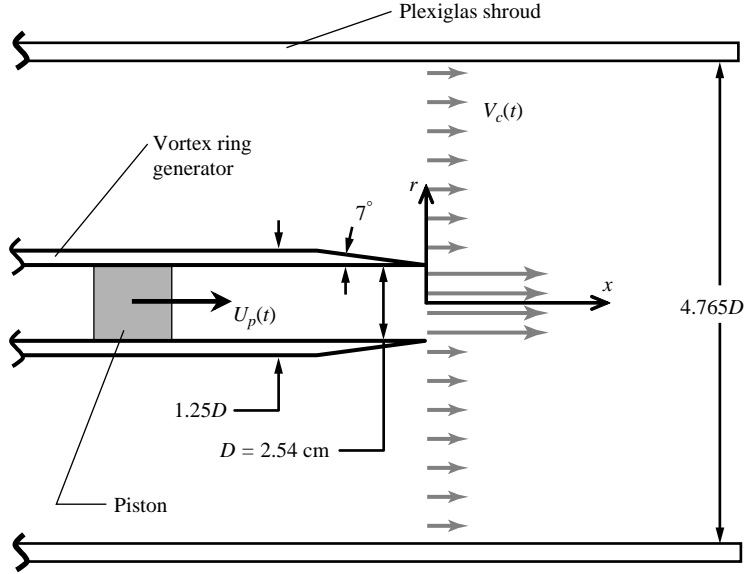 Plexiglas shroud
V_c(t)
Vortex ring
generator
r
7°
x
U_p(t)
4.765D
1.25D
D = 2.54 cm
Piston